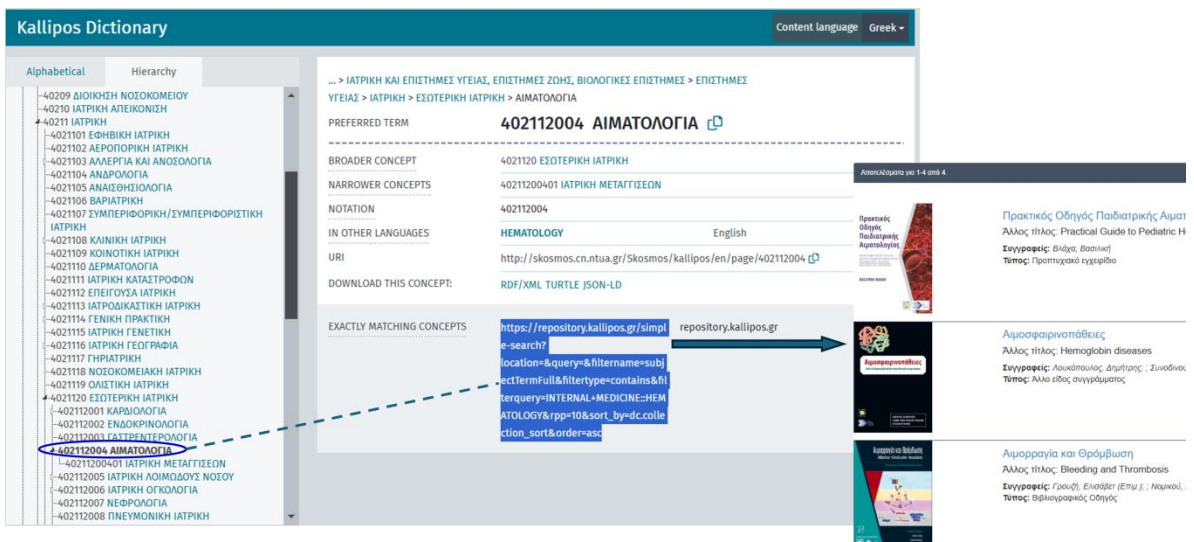 Kallipos Dictionary
Content language Greek
Alphabetical
Hierarchy
40209 ΔΙΟΙΚΗΣΗ ΝΟΣΟΚΟΜΕΙΟΥ
40210 ΙΑΤΡΙΚΗ ΑΠΕΙΚΟΝΙΣΗ
40211 ΙΑΤΡΙΚΗ
4021101 ΕΦΗΒΙΚΗ ΙΑΤΡΙΚΗ
4021102 ΑΕΡΟΠΟΡΙΚΗ ΙΑΤΡΙΚΗ
4021103 ΑΛΛΕΡΓΙΑ ΚΑΙ ΑΝΟΣΟΛΟΓΙΑ
4021104 ΑΝΔΡΟΛΟΓΙΑ
4021105 ΑΝΑΙΣΘΗΣΙΟΛΟΓΙΑ
4021106 ΒΑΡΙΑΤΡΙΚΗ
4021107 ΣΥΜΠΕΡΙΦΟΡΙΚΗ/ΣΥΜΠΕΡΙΦΟΡΙΣΤΙΚΗ
ΙΑΤΡΙΚΗ
4021108 ΚΛΙΝΙΚΗ ΙΑΤΡΙΚΗ
4021109 ΚΟΙΝΟΤΙΚΗ ΙΑΤΡΙΚΗ
4021110 ΔΕΡΜΑΤΟΛΟΓΙΑ
4021111 ΙΑΤΡΙΚΗ ΚΑΤΑΣΤΡΟΦΩΝ
4021112 ΕΠΕΙΓΟΥΣΑ ΙΑΤΡΙΚΗ
4021113 ΙΑΤΡΟΔΙΚΑΣΤΙΚΗ ΙΑΤΡΙΚΗ
4021114 ΓΕΝΙΚΗ ΠΡΑΚΤΙΚΗ
4021115 ΙΑΤΡΙΚΗ ΓΕΝΕΤΙΚΗ
4021116 ΙΑΤΡΙΚΗ ΓΕΩΓΡΑΦΙΑ
4021117 ΓΗΡΙΑΤΡΙΚΗ
4021118 ΝΟΣΟΚΟΜΕΙΑΚΗ ΙΑΤΡΙΚΗ
4021119 ΟΛΙΣΤΙΚΗ ΙΑΤΡΙΚΗ
4021120 ΕΣΩΤΕΡΙΚΗ ΙΑΤΡΙΚΗ
402112001 ΚΑΡΔΙΟΛΟΓΙΑ
402112002 ΕΝΔΟΚΡΙΝΟΛΟΓΙΑ
402112003 ΓΑΣΤΡΕΝΤΕΡΟΛΟΓΙΑ
402112004 ΑΙΜΑΤΟΛΟΓΙΑ
40211200401 ΙΑΤΡΙΚΗ ΜΕΤΑΓΓΙΣΕΩΝ
402112005 ΙΑΤΡΙΚΗ ΛΟΙΜΩΔΟΥΣ ΝΟΣΟΥ
402112006 ΙΑΤΡΙΚΗ ΟΓΚΟΛΟΓΙΑ
402112007 ΝΕΦΡΟΛΟΓΙΑ
402112008 ΠΝΕΥΜΟΝΙΚΗ ΙΑΤΡΙΚΗ
... > ΙΑΤΡΙΚΗ ΚΑΙ ΕΠΙΣΤΗΜΕΣ ΥΓΕΙΑΣ, ΕΠΙΣΤΗΜΕΣ ΖΩΗΣ, ΒΙΟΛΟΓΙΚΕΣ ΕΠΙΣΤΗΜΕΣ > ΕΠΙΣΤΗΜΕΣ
ΥΓΕΙΑΣ > ΙΑΤΡΙΚΗ > ΕΣΩΤΕΡΙΚΗ ΙΑΤΡΙΚΗ > ΑΙΜΑΤΟΛΟΓΙΑ
PREFERRED TERM 402112004 ΑΙΜΑΤΟΛΟΓΙΑ
BROADER CONCEPT 4021120 ΕΣΩΤΕΡΙΚΗ ΙΑΤΡΙΚΗ
NARROWER CONCEPTS 40211200401 ΙΑΤΡΙΚΗ ΜΕΤΑΓΓΙΣΕΩΝ
NOTATION 402112004
IN OTHER LANGUAGES HEMATOLOGY English
URI http://skosmos.cn.ntua.gr/Skosmos/kallipos/en/page/402112004
DOWNLOAD THIS CONCEPT: RDF/XML TURTLE JSON-LD
EXACTLY MATCHING CONCEPTS https://repository.kallipos.gr/simpl repository.kallipos.gr
e-search?
location=&query=&filtername=subj
ectTermFull&filtertype=contains&fil
terquery=INTERNAL+MEDICINE::HEM
ATOLOGY&rpp=10&sort_by=dc.colle
ction_sort&order=asc
Αποτελέσματα για 1-4 από 4.
Πρακτικός
Οδηγός
Παιδιατρικής
Αιματολογίας
Πρακτικός Οδηγός Παιδιατρικής Αιματ
Άλλος τίτλος: Practical Guide to Pediatric H
Συγγραφείς: Βλάχα, Βασιλική
Τύπος: Προπτυχιακό εγχειρίδιο
Αιμοσφαιρινοπάθειες
Αιμοσφαιρινοπάθειες
Άλλος τίτλος: Hemoglobin diseases
Συγγραφείς: Λουκόπουλος, Δημήτρης; ; Συνοδινού
Τύπος: Άλλο είδος συγγράμματος
Αιμορραγία και Θρόμβωση
Αιμορραγία και Θρόμβωση
Άλλος τίτλος: Bleeding and Thrombosis
Συγγραφείς: Γρουζή, Ελισάβετ (Επιμ.); ; Νομικού,
Τύπος: Βιβλιογραφικός Οδηγός